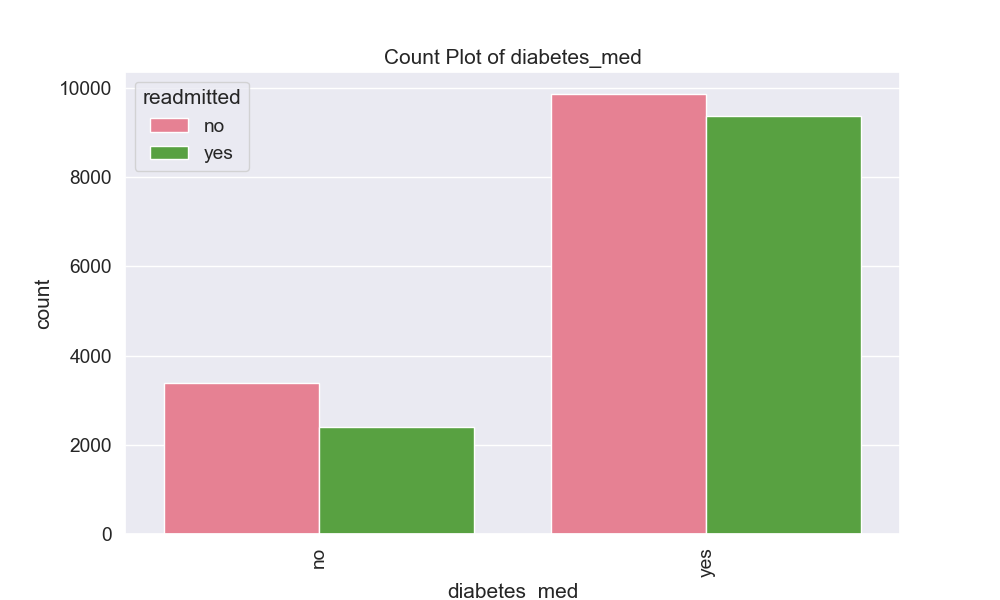 Count Plot of diabetes_med
readmitted
no
yes
10000
8000
6000
4000
2000
0
count
no
yes
diabetes_med